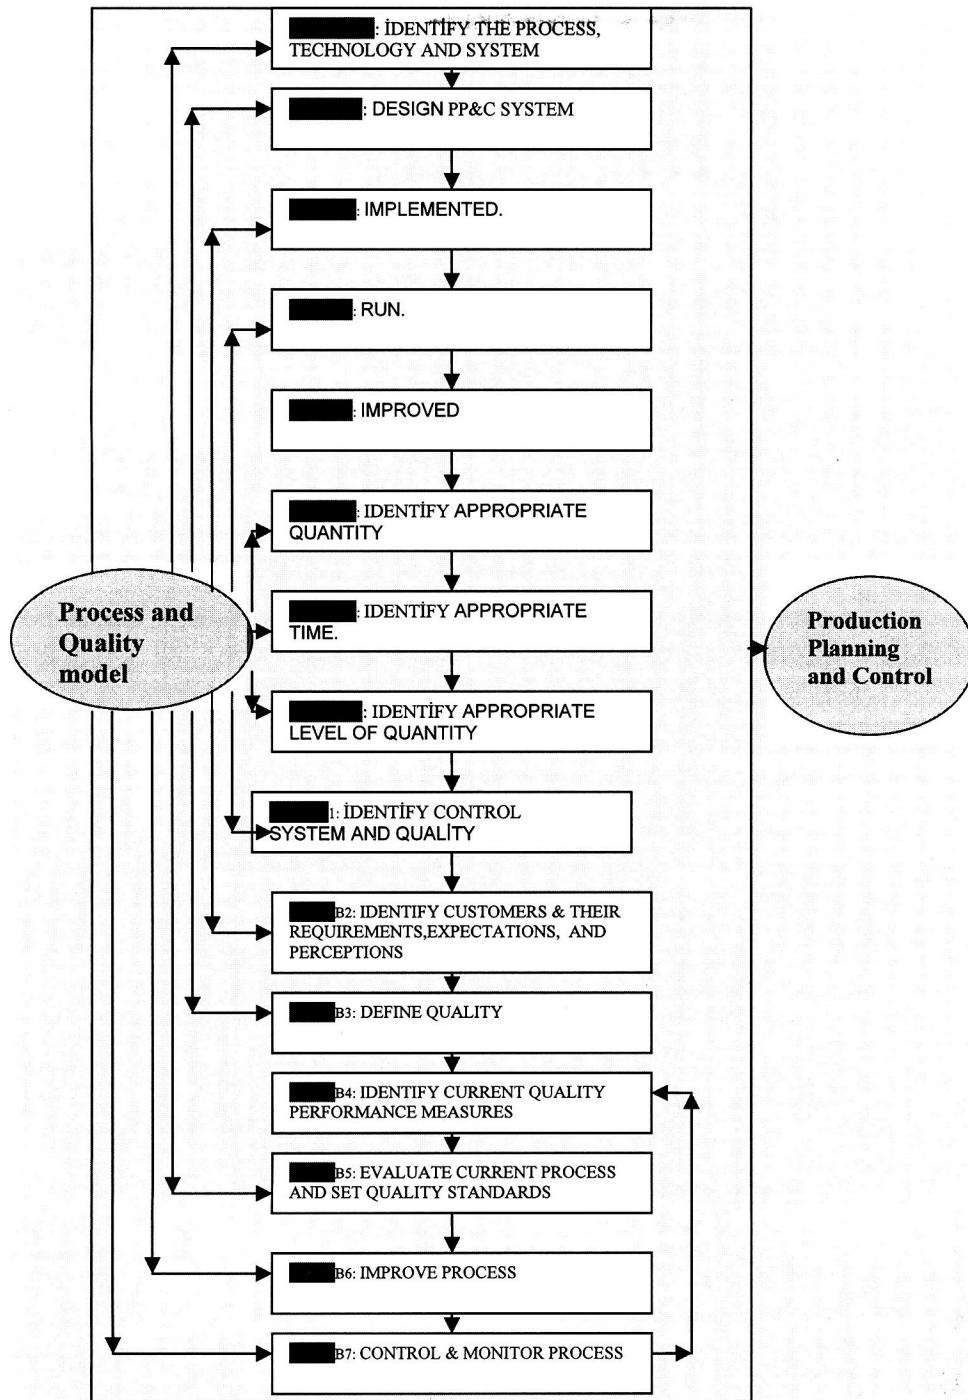 : İDENTİFY THE PROCESS,
TECHNOLOGY AND SYSTEM
: DESIGN PP&C SYSTEM
: IMPLEMENTED.
: RUN.
: IMPROVED
: IDENTİFY APPROPRIATE
QUANTITY
: IDENTİFY APPROPRIATE
TIME.
: IDENTİFY APPROPRIATE
LEVEL OF QUANTITY
Process and
Quality
model
Production
Planning
and Control
1: İDENTİFY CONTROL
SYSTEM AND QUALİTY
B2: IDENTIFY CUSTOMERS & THEIR
REQUIREMENTS,EXPECTATIONS, AND
PERCEPTIONS
B3: DEFINE QUALITY
B4: IDENTIFY CURRENT QUALITY
PERFORMANCE MEASURES
B5: EVALUATE CURRENT PROCESS
AND SET QUALITY STANDARDS
B6: IMPROVE PROCESS
B7: CONTROL & MONITOR PROCESS